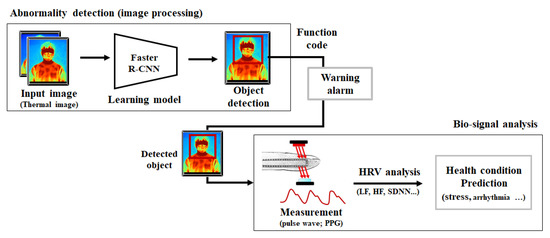 Abnormality detection (image processing)
Faster
R-CNN
Input image
(Thermal image)
Learning model
Object
detection
Function
code
Warning
alarm
Detected
object
Bio-signal analysis
Measurement
(pulse wave; PPG)
HRV analysis
(LF, HF, SDNN...)
Health condition
Prediction
(stress, arrhythmia ...)